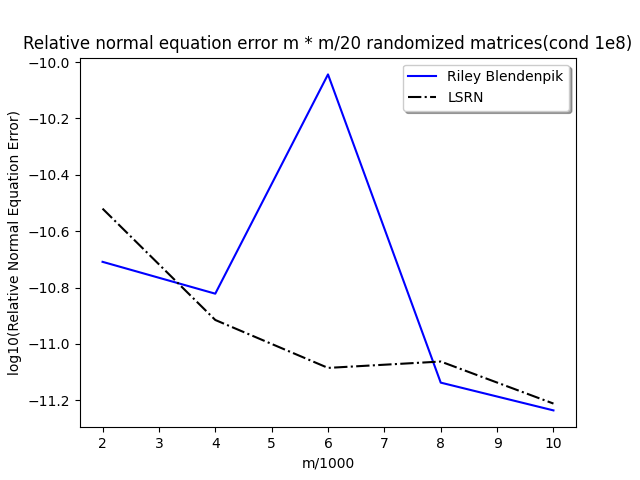 Relative normal equation error m * m/20 randomized matrices(cond 1e8)
Riley Blendenpik
LSRN
log10(Relative Normal Equation Error)
−10.0
−10.2
−10.4
−10.6
−10.8
−11.0
−11.2
2 3 4 5 6 7 8 9 10
m/1000